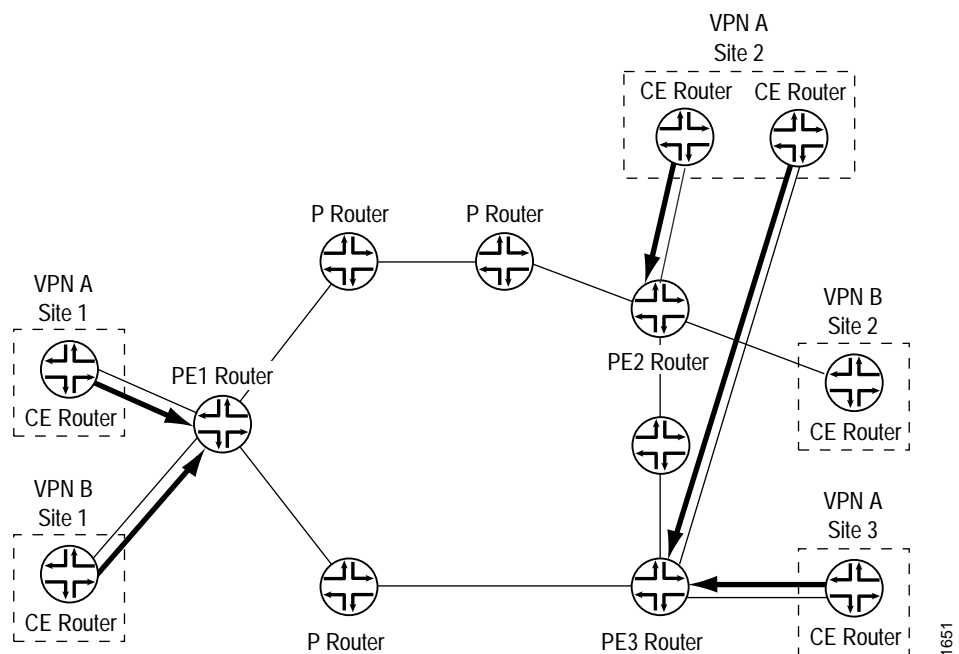 VPN A
Site 2
CE Router
CE Router
P Router
P Router
VPN A
Site 1
CE Router
PE1 Router
PE2 Router
VPN B
Site 2
CE Router
VPN B
Site 1
CE Router
VPN A
Site 3
CE Router
P Router
PE3 Router
1651